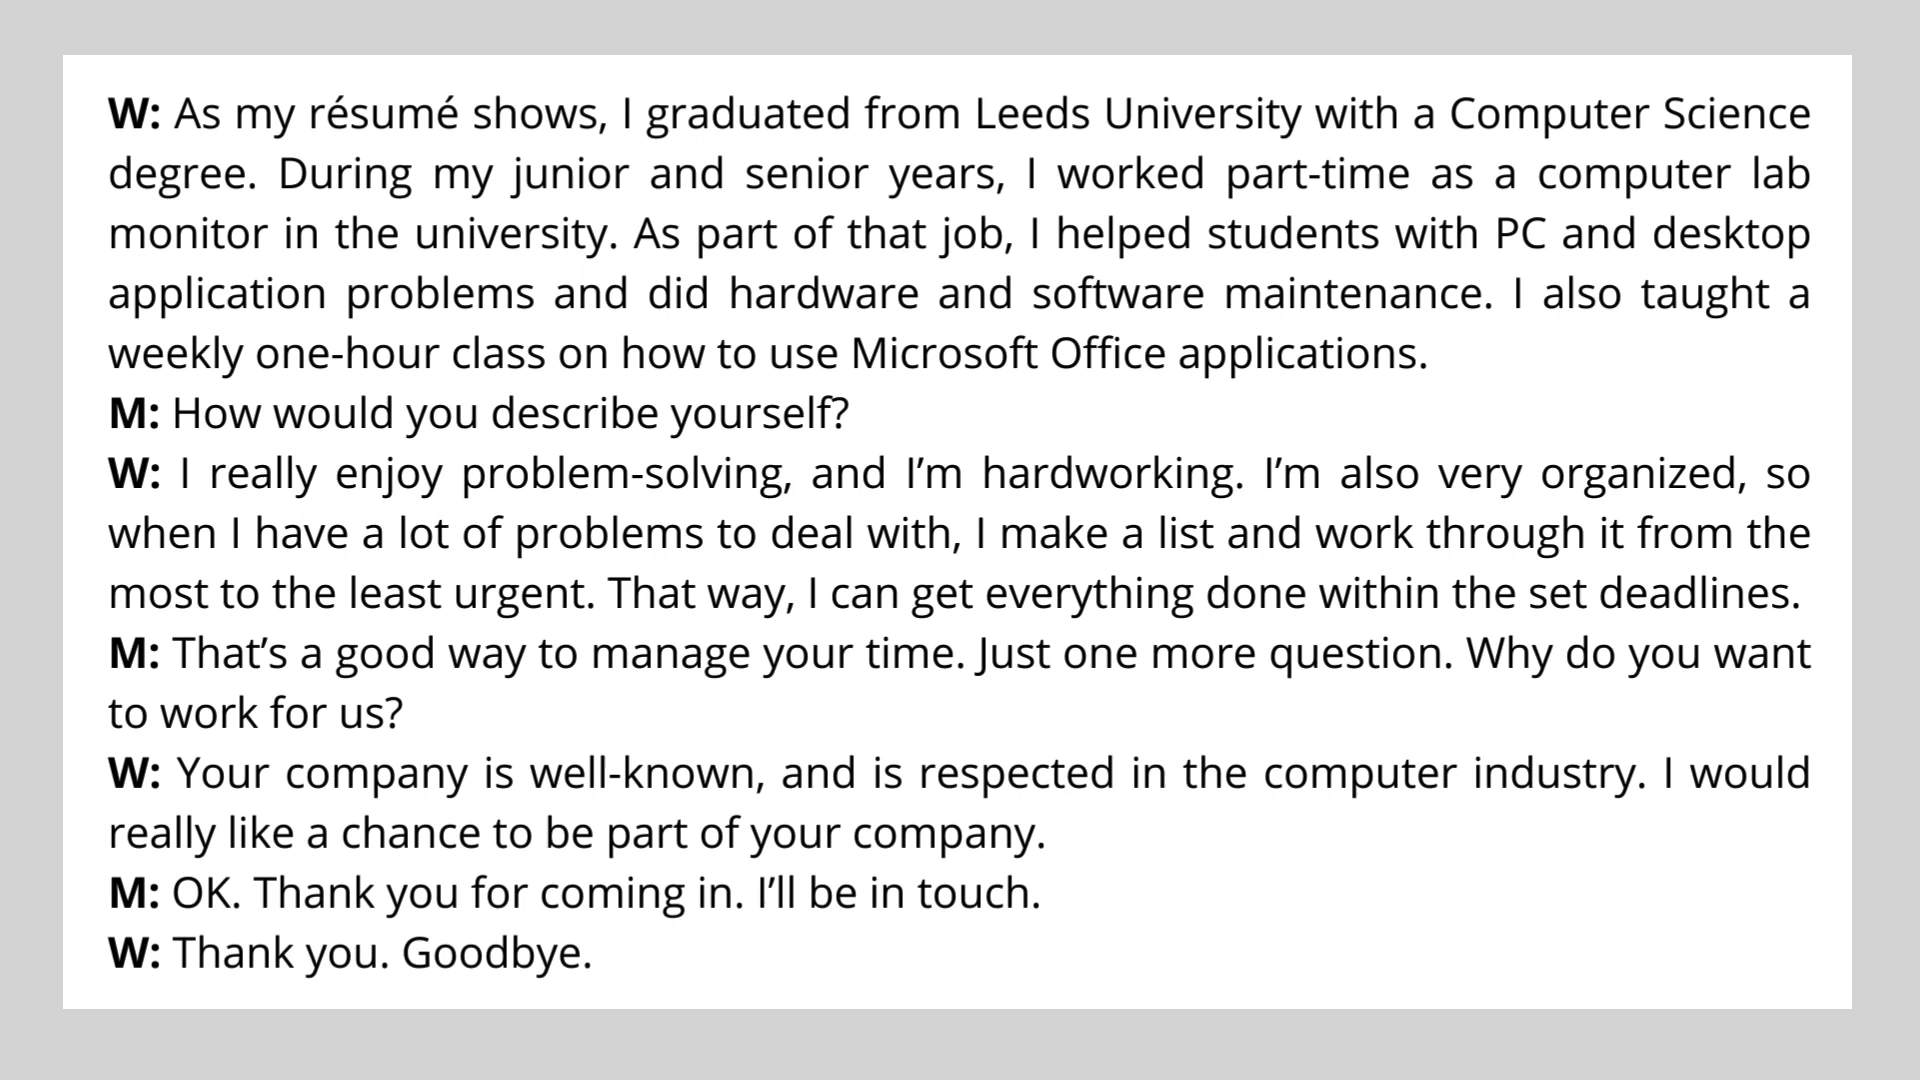 W: As my résumé shows, I graduated from Leeds University with a Computer Science
degree. During my junior and senior years, I worked part-time as a computer lab
monitor in the university. As part of that job, I helped students with PC and desktop
application problems and did hardware and software maintenance. I also taught a
weekly one-hour class on how to use Microsoft Office applications.
M: How would you describe yourself?
W: I really enjoy problem-solving, and I’m hardworking. I’m also very organized, so
when I have a lot of problems to deal with, I make a list and work through it from the
most to the least urgent. That way, I can get everything done within the set deadlines.
M: That’s a good way to manage your time. Just one more question. Why do you want
to work for us?
W: Your company is well-known, and is respected in the computer industry. I would
really like a chance to be part of your company.
M: OK. Thank you for coming in. I’ll be in touch.
W: Thank you. Goodbye.